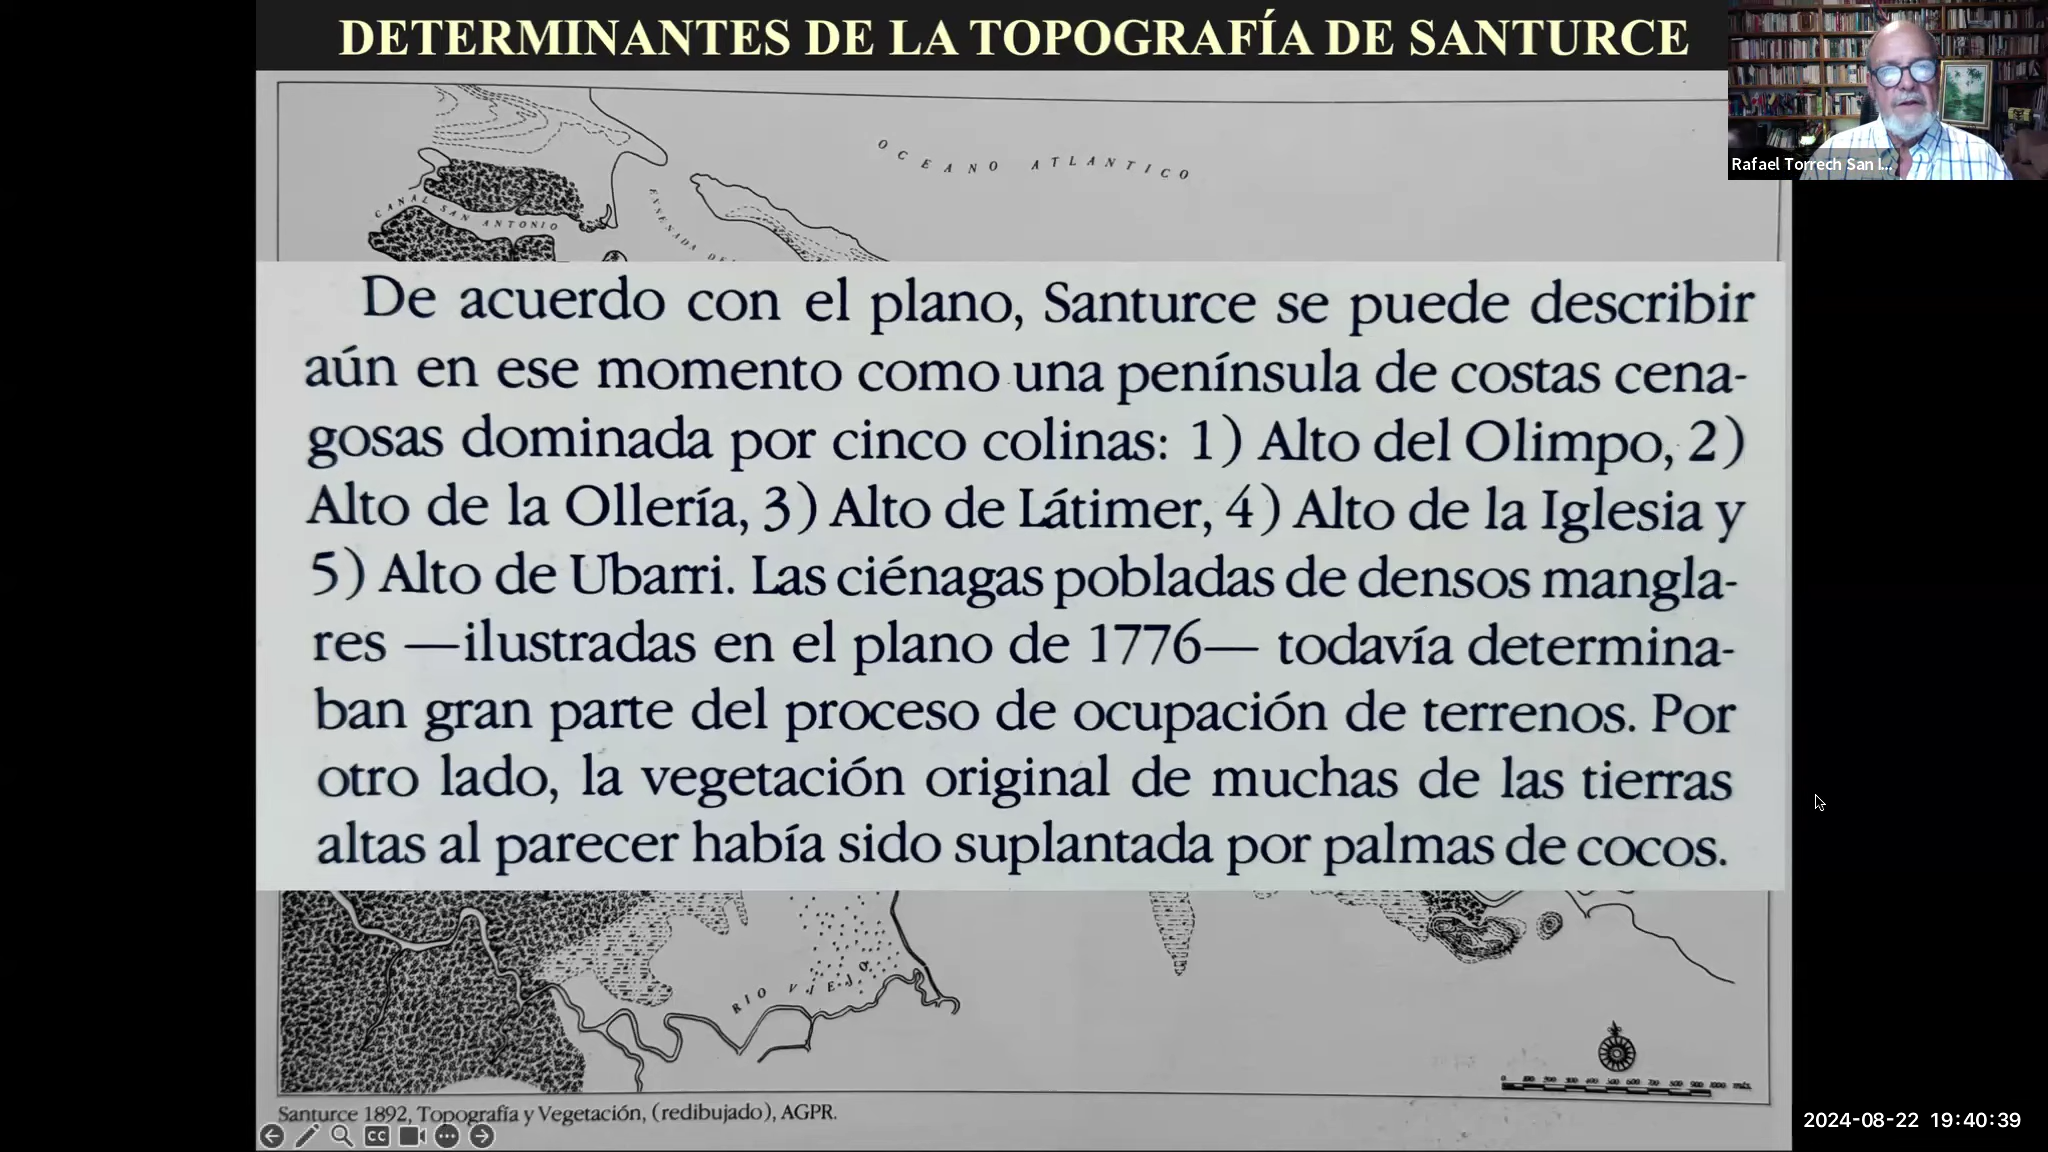 DETERMINANTES DE LA TOPOGRAFÍA DE SANTURCE
Rafael Torrech San I...
OCEANO ATLANTICO
CANAL SAN ANTONIO
ENSENADA DE
De acuerdo con el plano, Santurce se puede describir
aún en ese momento como una península de costas cena-
gosas dominada por cinco colinas: 1) Alto del Olimpo, 2)
Alto de la Ollería, 3) Alto de Látimer, 4) Alto de la Iglesia y
5) Alto de Ubarri. Las ciénagas pobladas de densos mangla-
res —ilustradas en el plano de 1776— todavía determina-
ban gran parte del proceso de ocupación de terrenos. Por
otro lado, la vegetación original de muchas de las tierras
altas al parecer había sido suplantada por palmas de cocos.
RIO VIEJO
Santurce 1892, Topografía y Vegetación, (redibujado), AGPR.
CC
2024-08-22 19:40:39